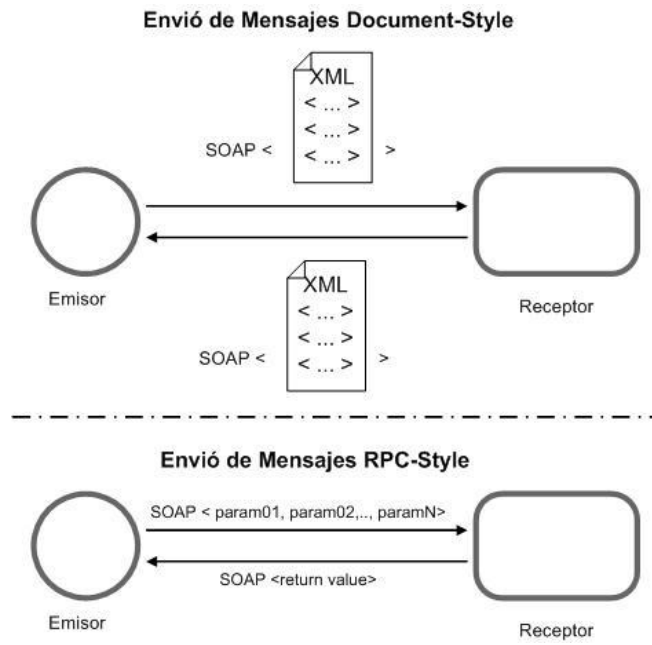 Envió de Mensajes Document-Style
XML
< ... >
< ... >
SOAP < < ... > >
Emisor
Receptor
XML
< ... >
< ... >
SOAP < < ... > >
Envió de Mensajes RPC-Style
SOAP < param01, param02,.., paramN>
SOAP <return value>
Emisor
Receptor